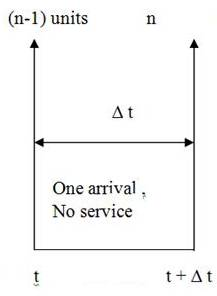 (n-1) units n
Δ t
One arrival ,
No service
t t + Δ t